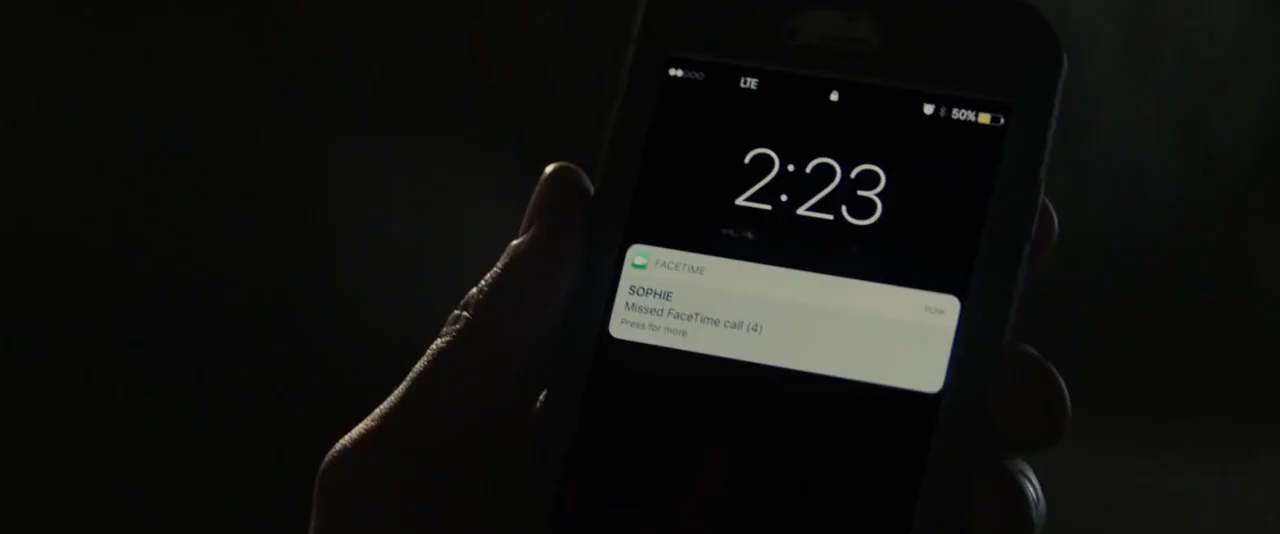 LTE
50%
2:23
FACETIME
now
SOPHIE
Missed FaceTime call (4)
Press for more